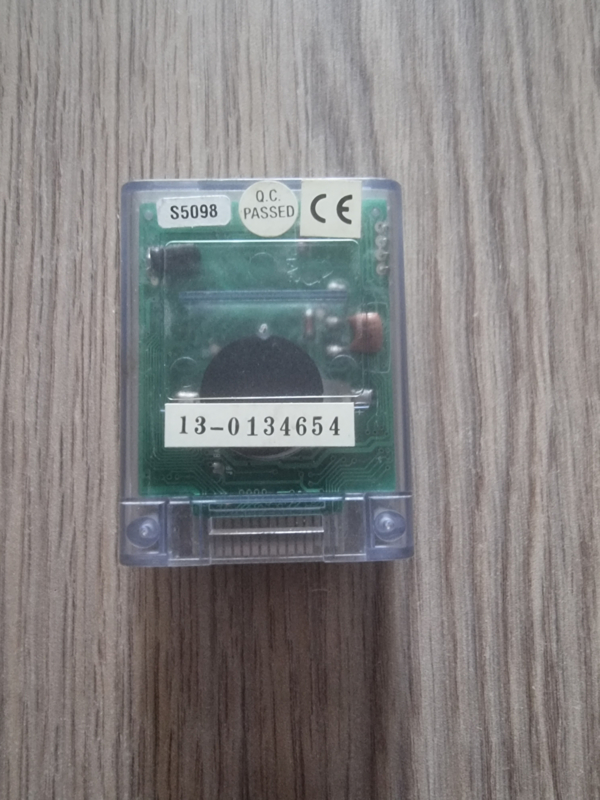 S5098
Q.C.
PASSED
CE
13-0134654